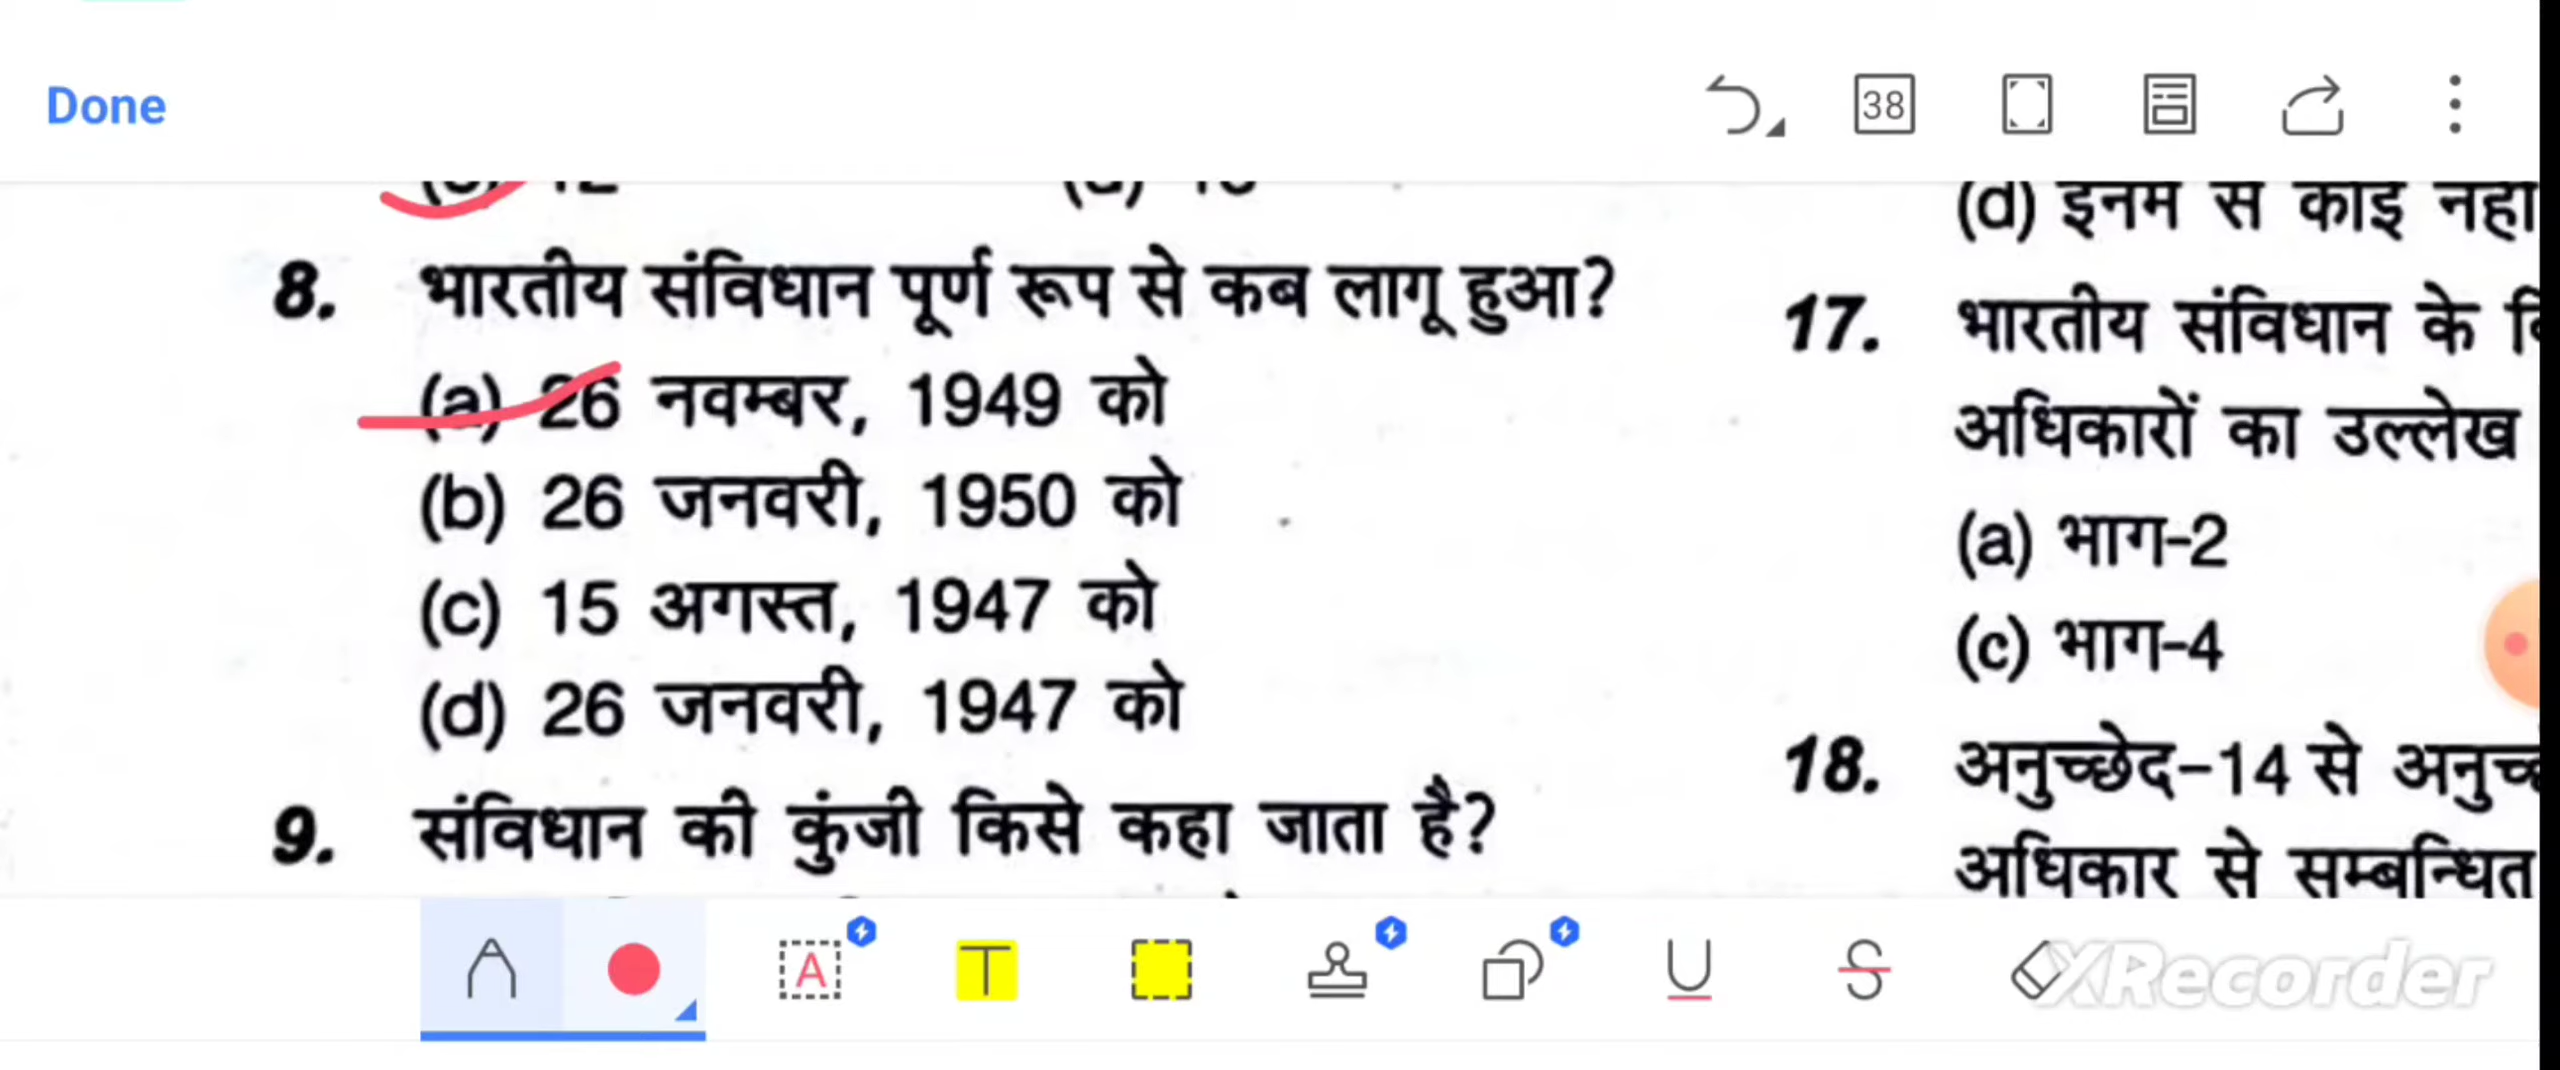 Done
38
8. भारतीय संविधान पूर्ण रूप से कब लागू हुआ?
(a) 26 नवम्बर, 1949 को
(b) 26 जनवरी, 1950 को
(c) 15 अगस्त, 1947 को
(d) 26 जनवरी, 1947 को
9. संविधान की कुंजी किसे कहा जाता है?
(d) इनमें से कोई नहीं
17. भारतीय संविधान के
अधिकारों का उल्लेख
(a) भाग-2
(c) भाग-4
18. अनुच्छेद-14 से
अधिकार से सम्बन्धित
A
T
U
S
XRecorder